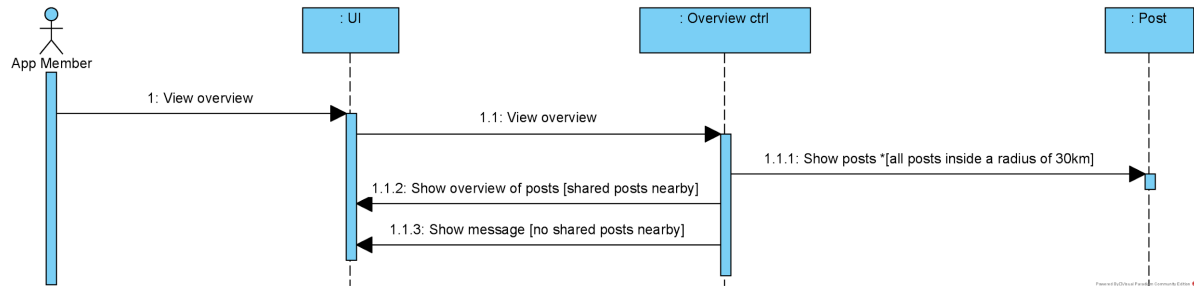 : UI
: Overview ctrl
: Post
App Member
1: View overview
1.1: View overview
1.1.1: Show posts *[all posts inside a radius of 30km]
1.1.2: Show overview of posts [shared posts nearby]
1.1.3: Show message [no shared posts nearby]